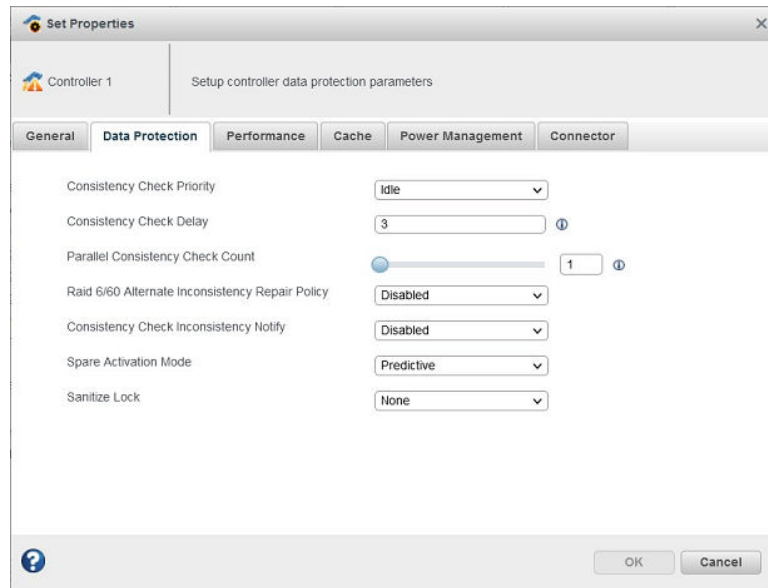 Set Properties
Controller 1
Setup controller data protection parameters
General Data Protection Performance Cache Power Management Connector
Consistency Check Priority Idle
Consistency Check Delay 3
Parallel Consistency Check Count 1
Raid 6/60 Alternate Inconsistency Repair Policy Disabled
Consistency Check Inconsistency Notify Disabled
Spare Activation Mode Predictive
Sanitize Lock None
OK Cancel